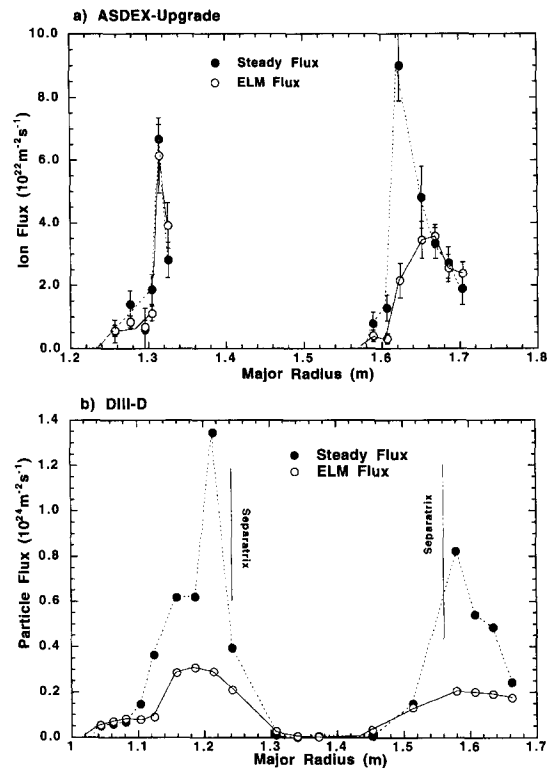 a) ASDEX-Upgrade
10.0
8.0
6.0
4.0
2.0
0.0
Ion Flux (10²²m⁻²s⁻¹)
Steady Flux
ELM Flux
1.2 1.3 1.4 1.5 1.6 1.7 1.8
Major Radius (m)
b) DIII-D
1.4
1.2
1.0
0.8
0.6
0.4
0.2
0.0
Particle Flux (10²⁴m⁻²s⁻¹)
Steady Flux
ELM Flux
Separatrix
Separatrix
1 1.1 1.2 1.3 1.4 1.5 1.6 1.7
Major Radius (m)